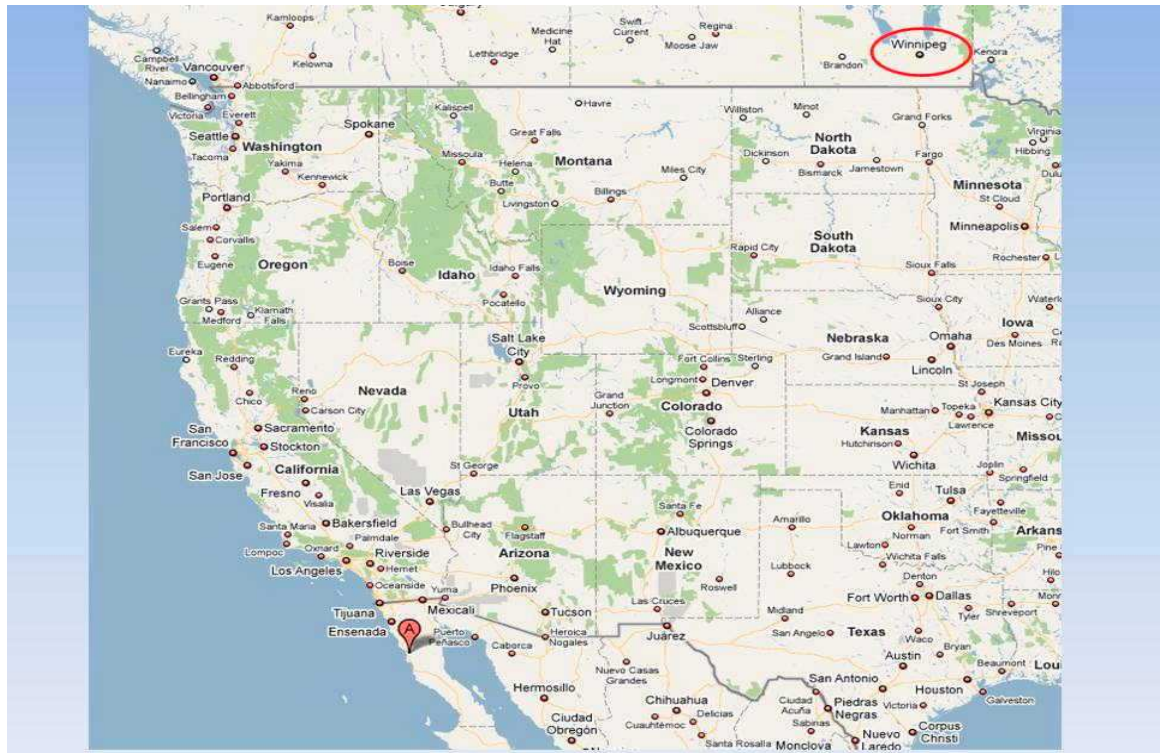 Kamloops
Swift
Current
Regina
Medicine
Hat
Moose Jaw
Winnipeg
Campbell
River
Kelowna
Lethbridge
Brandon
Kenora
Vancouver
Nanaimo
Abbotsford
Bellingham
Victoria
Everett
Kalispell
Havre
Williston
Minot
Grand Forks
Seattle
Spokane
Great Falls
Virginia
Hibbing
Washington
North
Dakota
Tacoma
Missoula
Helena
Montana
Dickinson
Fargo
Yakima
Bismarck
Jamestown
Kennewick
Butte
Miles City
Minnesota
Portland
Livingston
Billings
St Cloud
Salem
Minneapolis
Corvallis
South
Dakota
Rapid City
Eugene
Oregon
Boise
Idaho
Idaho Falls
Rochester
Sioux Falls
Wyoming
Grants Pass
Pocatello
Sioux City
Medford
Klamath
Falls
Alliance
Scottsbluff
Iowa
Salt Lake
City
Nebraska
Omaha
Des Moines
Eureka
Redding
Fort Collins
Sterling
Grand Island
Lincoln
Reno
Nevada
Provo
Longmont
Denver
St Joseph
Chico
Carson City
Utah
Grand
Junction
Colorado
Manhattan
Topeka
Kansas City
San
Francisco
Sacramento
Colorado
Springs
Lawrence
Stockton
Kansas
Hutchinson
Missou
San Jose
California
St George
Wichita
Joplin
Springfield
Fresno
Visalia
Las Vegas
Enid
Tulsa
Santa Fe
Fayetteville
Santa Maria
Bakersfield
Bullhead
City
Flagstaff
Albuquerque
Amarillo
Oklahoma
Fort Smith
Norman
Arkans
Lompoc
Oxnard
Palmdale
Riverside
Arizona
New
Mexico
Lawton
Wichita Falls
Los Angeles
Hemet
Phoenix
Roswell
Lubbock
Denton
Oceanside
Yuma
Las Cruces
Fort Worth
Dallas
Tijuana
Mexicali
Tucson
Midland
Tyler
Shreveport
Ensenada
A
Puerto
Peñasco
Heroica
Nogales
Juárez
San Angelo
Texas
Waco
Caborca
Bryan
Nuevo Casas
Grandes
Austin
Beaumont
Hermosillo
San Antonio
Houston
Chihuahua
Ciudad
Acuña
Piedras
Negras
Victoria
Galveston
Ciudad
Obregón
Cuauhtémoc
Delicias
Sabinas
Corpus
Christi
Santa Rosalla
Monclova
Nuevo
Laredo